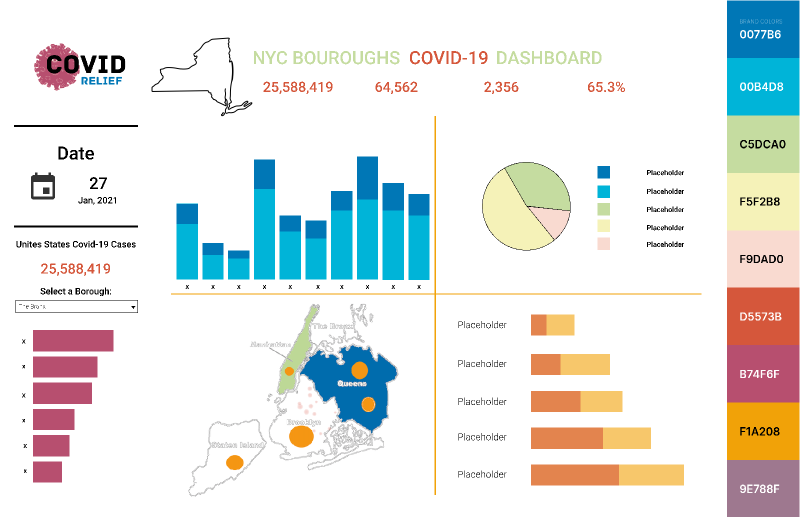 COVID
RELIEF
NYC BOUROUGHS COVID-19 DASHBOARD
25,588,419 64,562 2,356 65.3%
Date
27
Jan, 2021
Unites States Covid-19 Cases
25,588,419
Select a Borough:
The Bronx
x
x
x
x
x
x
x x x x x x x x x x
Placeholder
Placeholder
Placeholder
Placeholder
Placeholder
The Bronx
Manhattan
Queens
Brooklyn
Staten Island
Placeholder
Placeholder
Placeholder
Placeholder
Placeholder
BRAND COLORS
0077B6
00B4D8
C5DCA0
F5F2B8
F9DAD0
D5573B
B74F6F
F1A208
9E788F